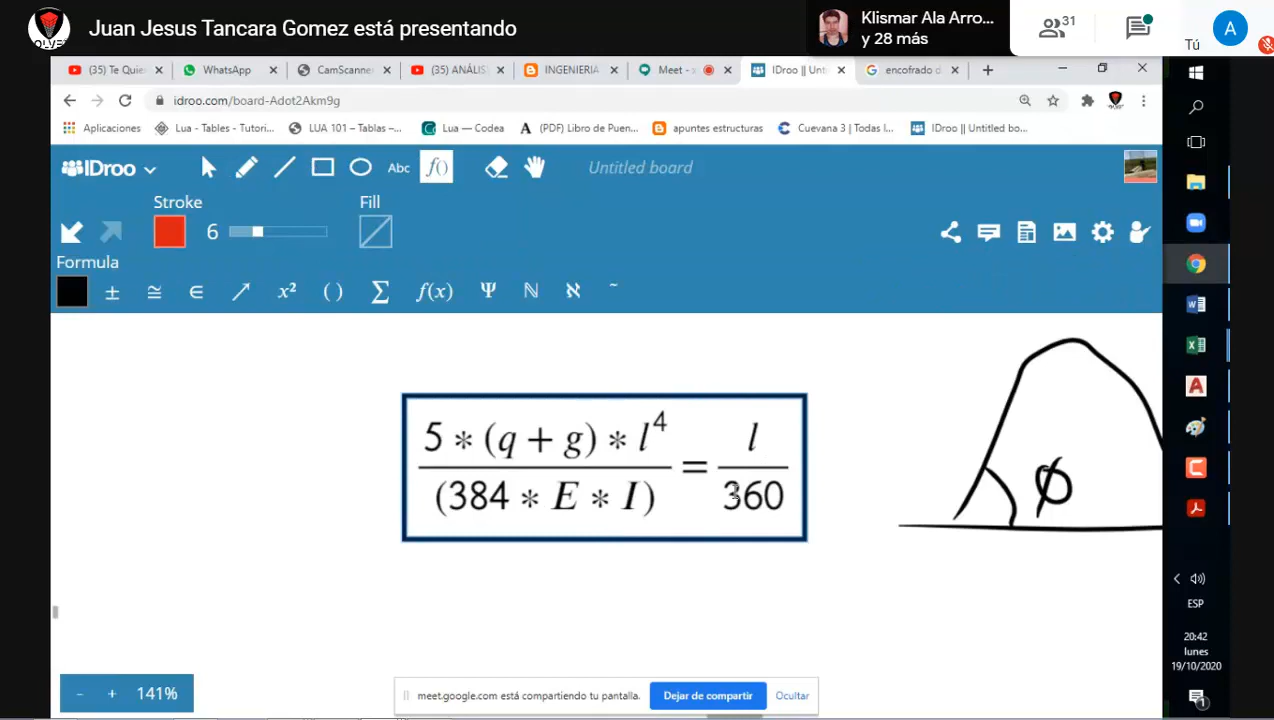 Juan Jesus Tancara Gomez está presentando
Klismar Ala Arro...
y 28 más
31
A
Tú
(35) Te Quie
WhatsApp
CamScanne
(35) ANÁLIS
INGENIERIA
Meet - s
IDroo || Unt
encofrado d
idroo.com/board-Adot2Akm9g
Aplicaciones
Lua - Tables - Tutori...
LUA 101 – Tablas –...
Lua — Codea
(PDF) Libro de Puen...
apuntes estructuras
Cuevana 3 | Todas l...
IDroo || Untitled bo...
IDroo
Abc
f()
Untitled board
Stroke
6
Fill
Formula
± ≅ ∈ x² ( ) ∑ f(x) Ψ ℕ ℵ ~
5 * (q + g) * l⁴
(384 * E * I)
=
l
360
Ø
- + 141%
meet.google.com está compartiendo tu pantalla.
Dejar de compartir
Ocultar
ESP
20:42
lunes
19/10/2020
1